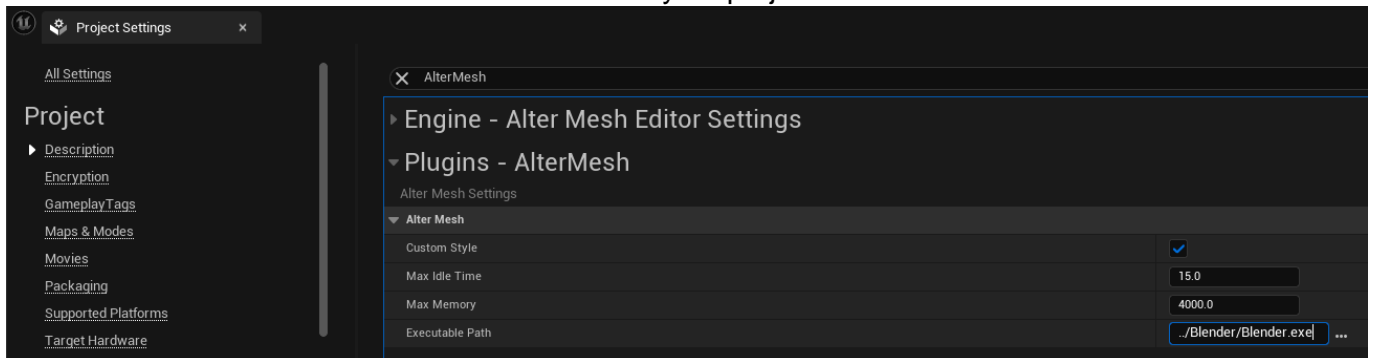 Project Settings
All Settings
Project
Description
Encryption
GameplayTags
Maps & Modes
Movies
Packaging
Supported Platforms
Target Hardware
AlterMesh
Engine - Alter Mesh Editor Settings
Plugins - AlterMesh
Alter Mesh Settings
Alter Mesh
Custom Style
Max Idle Time 15.0
Max Memory 4000.0
Executable Path ../Blender/Blender.exe ...